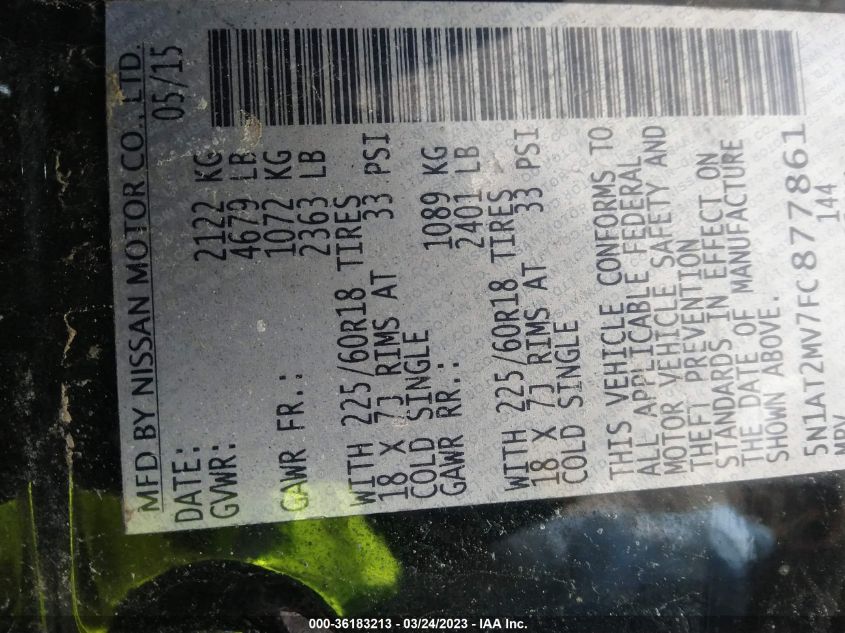 MFD BY NISSAN MOTOR CO., LTD.
DATE: 05/15
GVWR: 2122 KG
4679 LB
GAWR FR.: 1072 KG
2363 LB
WITH 225/60R18 TIRES
18 X 7J RIMS AT 33 PSI
COLD SINGLE
GAWR RR.: 1089 KG
2401 LB
WITH 225/60R18 TIRES
18 X 7J RIMS AT 33 PSI
COLD SINGLE
THIS VEHICLE CONFORMS TO
ALL APPLICABLE FEDERAL
MOTOR VEHICLE SAFETY AND
THEFT PREVENTION
STANDARDS IN EFFECT ON
THE DATE OF MANUFACTURE
SHOWN ABOVE.
5N1AT2MV7FC877861
MPV 144
000-36183213 - 03/24/2023 - IAA Inc.